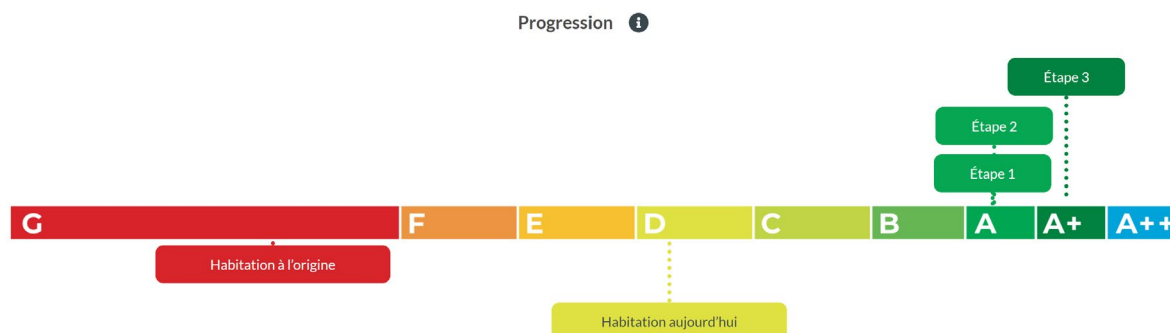 Progression
Étape 3
Étape 2
Étape 1
G F E D C B A A+ A++
Habitation à l'origine
Habitation aujourd'hui